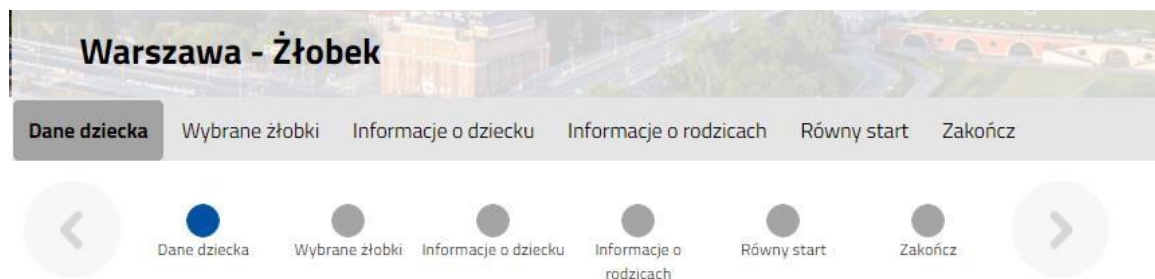 Warszawa - Żłobek
Dane dziecka Wybrane żłobki Informacje o dziecku Informacje o rodzicach Równy start Zakończ
Dane dziecka Wybrane żłobki Informacje o dziecku Informacje o rodzicach Równy start Zakończ